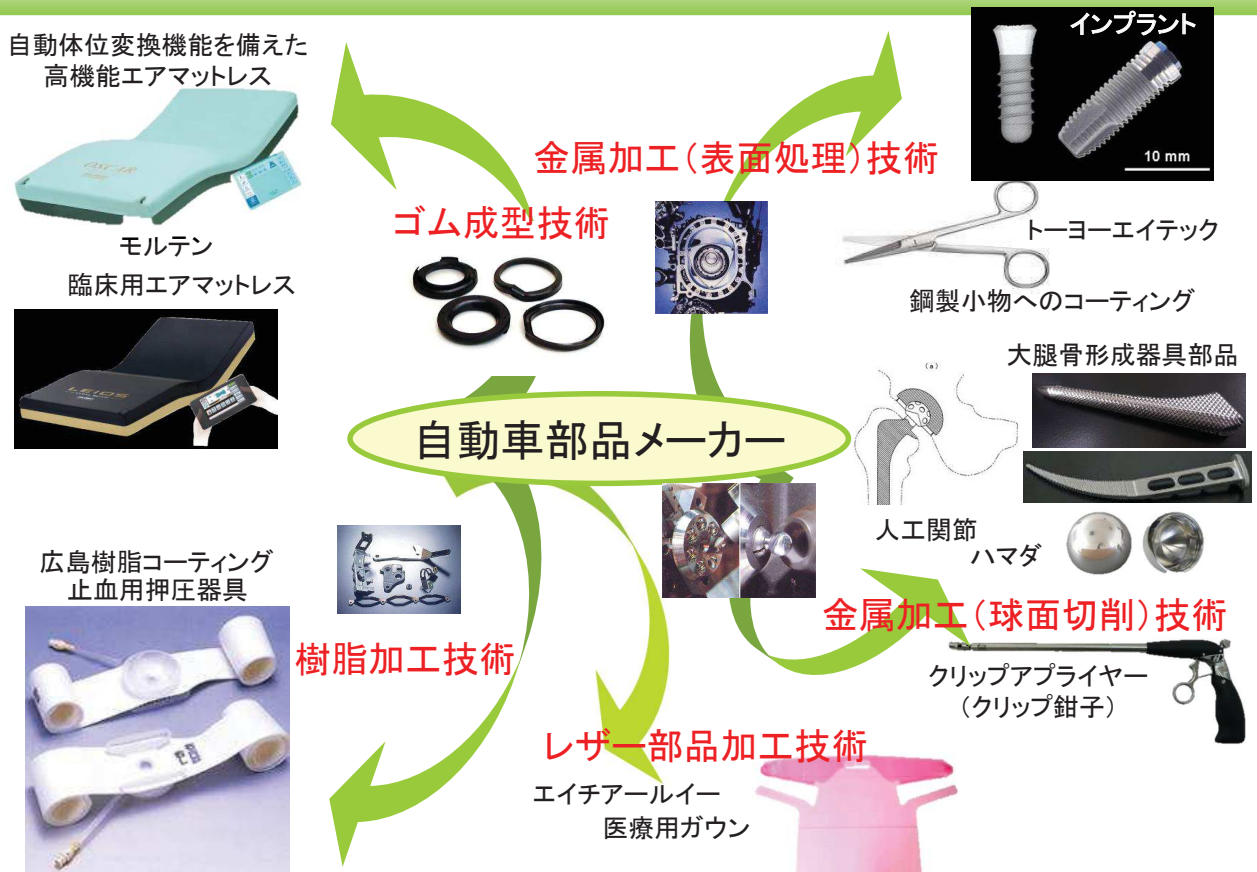 自動体位変換機能を備えた
高機能エアマットレス
OSCAR
モルテン
臨床用エアマットレス
LEIOS
ゴム成型技術
金属加工(表面処理)技術
インプラント
10 mm
トーヨーエイテック
鋼製小物へのコーティング
大腿骨形成器具部品
(a)
人工関節
ハマダ
自動車部品メーカー
広島樹脂コーティング
止血用押圧器具
樹脂加工技術
金属加工(球面切削)技術
クリップアプライヤー
(クリップ鉗子)
レザー部品加工技術
エイチアールイー
医療用ガウン